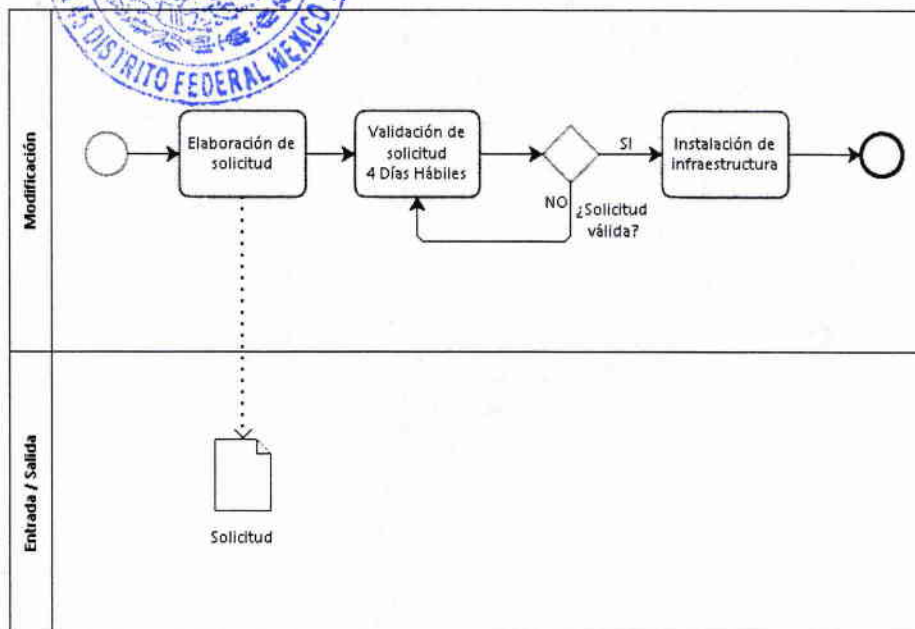 DISTRITO FEDERAL MEXICO
Modificación
Elaboración de
solicitud
Validación de
solicitud
4 Días Hábiles
SI
NO
¿Solicitud
válida?
Instalación de
infraestructura
Entrada / Salida
Solicitud